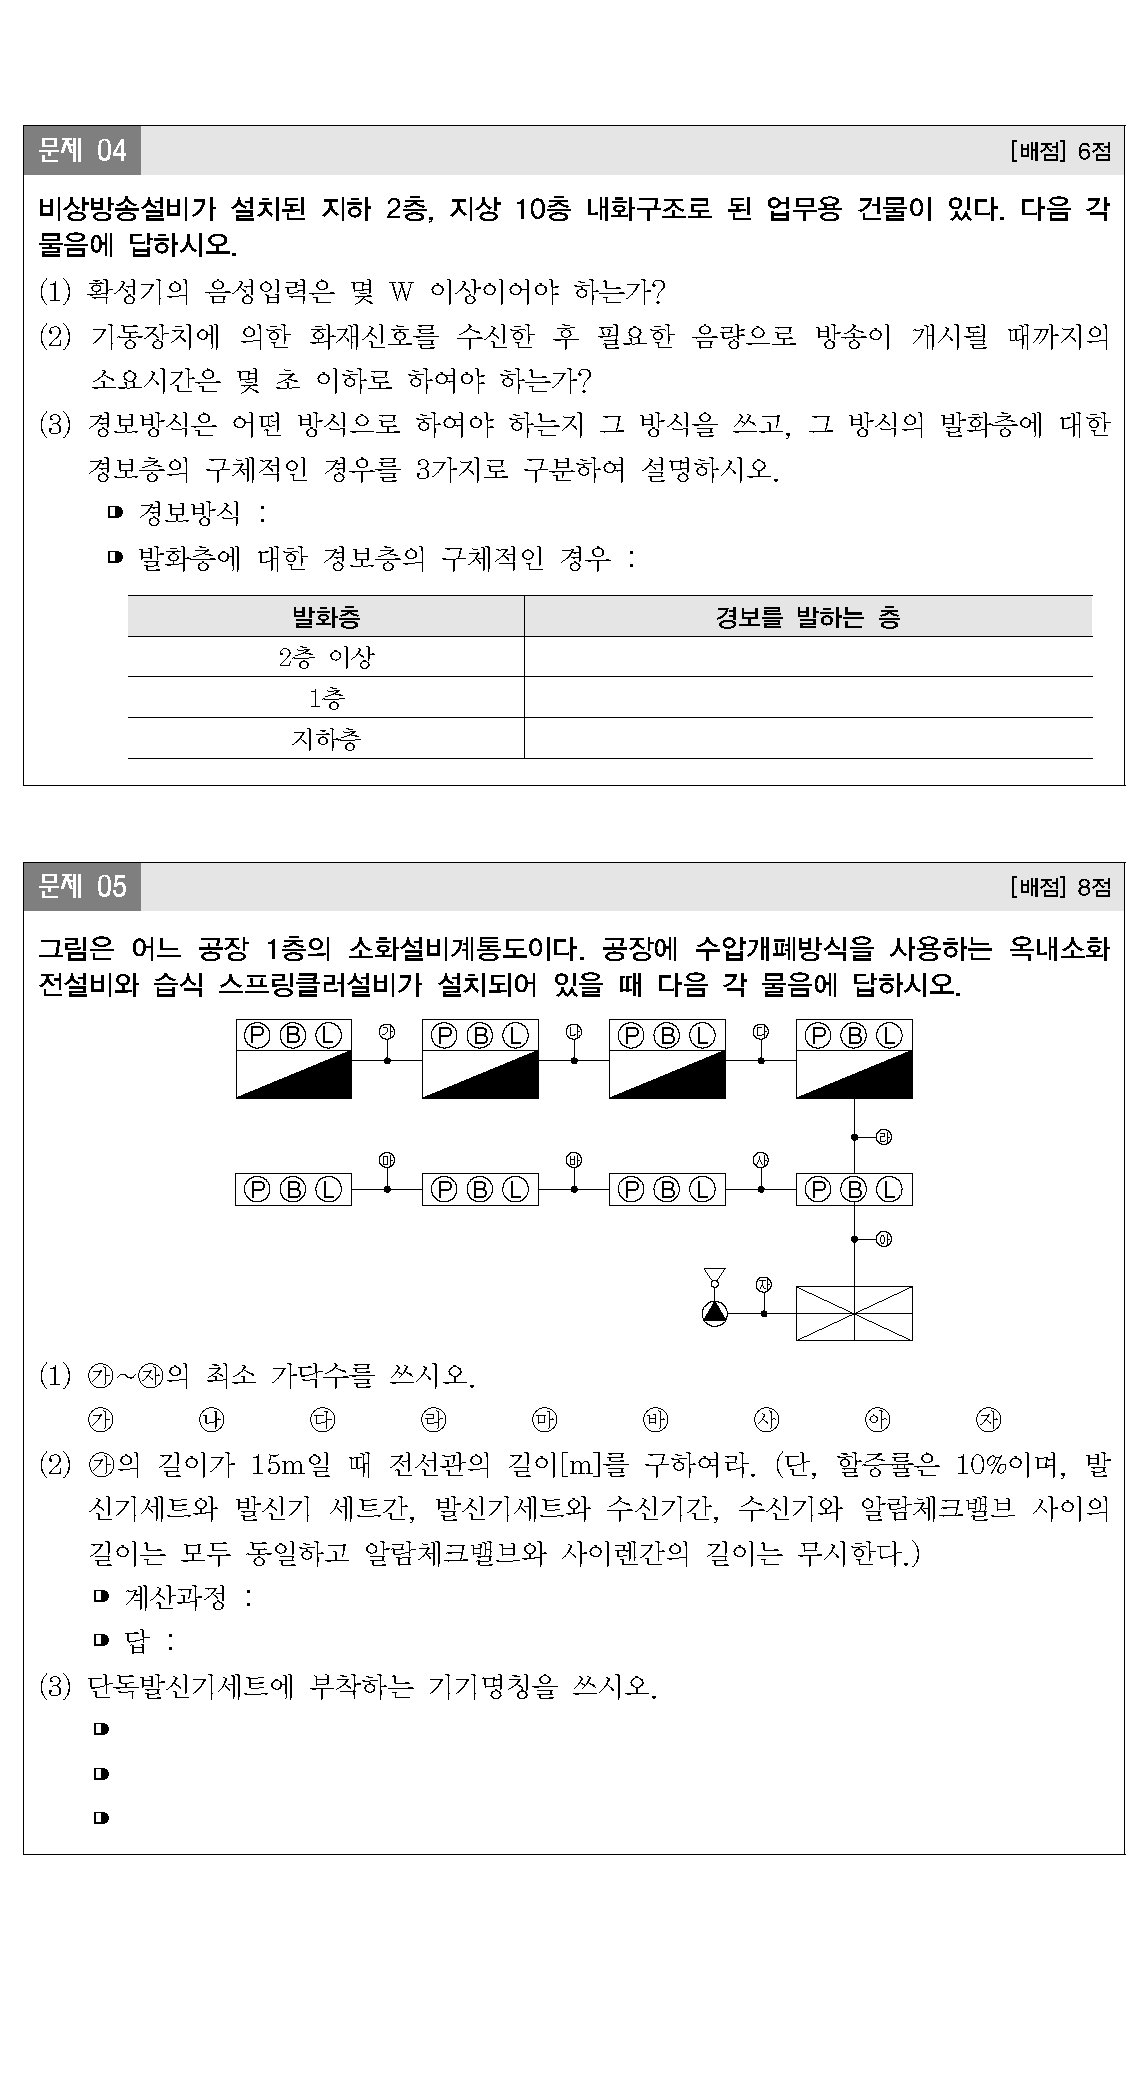 문제 04 [배점] 6점
비상방송설비가 설치된 지하 2층, 지상 10층 내화구조로 된 업무용 건물이 있다. 다음 각
물음에 답하시오.
(1) 확성기의 음성입력은 몇 W 이상이어야 하는가?
(2) 기동장치에 의한 화재신호를 수신한 후 필요한 음량으로 방송이 개시될 때까지의
소요시간은 몇 초 이하로 하여야 하는가?
(3) 경보방식은 어떤 방식으로 하여야 하는지 그 방식을 쓰고, 그 방식의 발화층에 대한
경보층의 구체적인 경우를 3가지로 구분하여 설명하시오.
경보방식 :
발화층에 대한 경보층의 구체적인 경우 :
발화층 경보를 발하는 층
2층 이상
1층
지하층
문제 05 [배점] 8점
그림은 어느 공장 1층의 소화설비계통도이다. 공장에 수압개폐방식을 사용하는 옥내소화
전설비와 습식 스프링클러설비가 설치되어 있을 때 다음 각 물음에 답하시오.
Ⓟ Ⓑ Ⓛ ㉮ Ⓟ Ⓑ Ⓛ ㉯ Ⓟ Ⓑ Ⓛ ㉰ Ⓟ Ⓑ Ⓛ
㉱
㉲ ㉳ ㉴
Ⓟ Ⓑ Ⓛ Ⓟ Ⓑ Ⓛ Ⓟ Ⓑ Ⓛ Ⓟ Ⓑ Ⓛ
㉵
㉶
(1) ㉮~㉶의 최소 가닥수를 쓰시오.
㉮ ㉯ ㉰ ㉱ ㉲ ㉳ ㉴ ㉵ ㉶
(2) ㉮의 길이가 15m일 때 전선관의 길이[m]를 구하여라. (단, 할증률은 10%이며, 발
신기세트와 발신기 세트간, 발신기세트와 수신기간, 수신기와 알람체크밸브 사이의
길이는 모두 동일하고 알람체크밸브와 사이렌간의 길이는 무시한다.)
계산과정 :
답 :
(3) 단독발신기세트에 부착하는 기기명칭을 쓰시오.